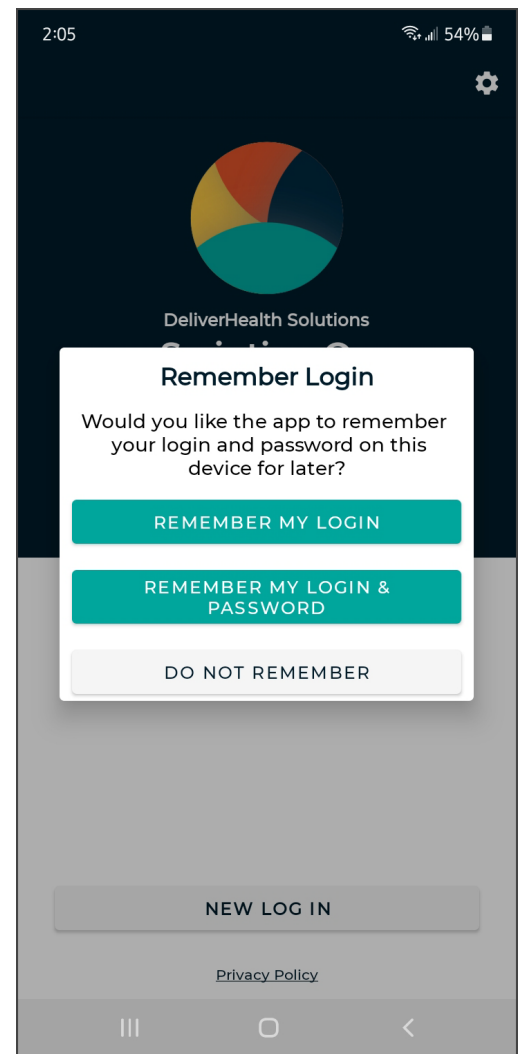 2:05
54%
DeliverHealth Solutions
Remember Login
Would you like the app to remember
your login and password on this
device for later?
REMEMBER MY LOGIN
REMEMBER MY LOGIN &
PASSWORD
DO NOT REMEMBER
NEW LOG IN
Privacy Policy